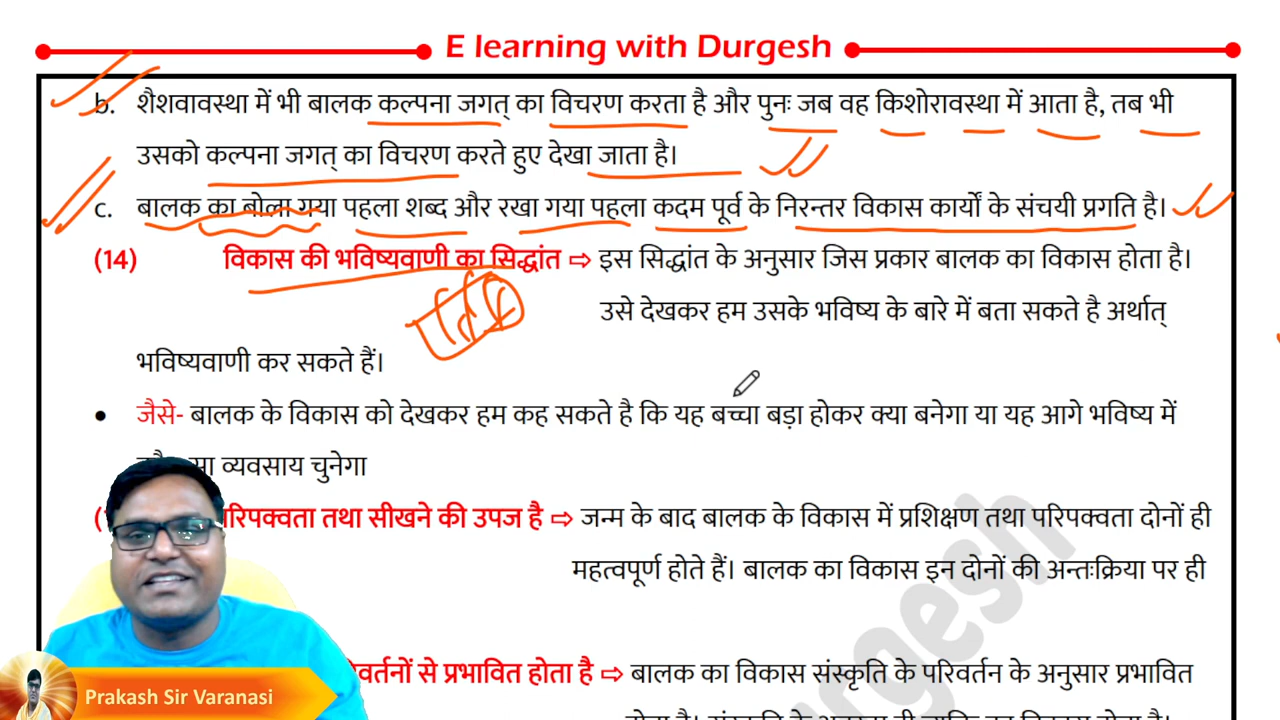 E learning with Durgesh
b. शैशवावस्था में भी बालक कल्पना जगत् का विचरण करता है और पुनः जब वह किशोरावस्था में आता है, तब भी
उसको कल्पना जगत् का विचरण करते हुए देखा जाता है।
c. बालक का बोला गया पहला शब्द और रखा गया पहला कदम पूर्व के निरन्तर विकास कार्यों के संचयी प्रगति है।
(14) विकास की भविष्यवाणी का सिद्धांत ⇨ इस सिद्धांत के अनुसार जिस प्रकार बालक का विकास होता है।
उसे देखकर हम उसके भविष्य के बारे में बता सकते है अर्थात्
भविष्यवाणी कर सकते हैं।
• जैसे- बालक के विकास को देखकर हम कह सकते है कि यह बच्चा बड़ा होकर क्या बनेगा या यह आगे भविष्य में
व्यवसाय चुनेगा
परिपक्वता तथा सीखने की उपज है ⇨ जन्म के बाद बालक के विकास में प्रशिक्षण तथा परिपक्वता दोनों ही
महत्वपूर्ण होते हैं। बालक का विकास इन दोनों की अन्तःक्रिया पर ही
से प्रभावित होता है ⇨ बालक का विकास संस्कृति के परिवर्तन के अनुसार प्रभावित
Prakash Sir Varanasi